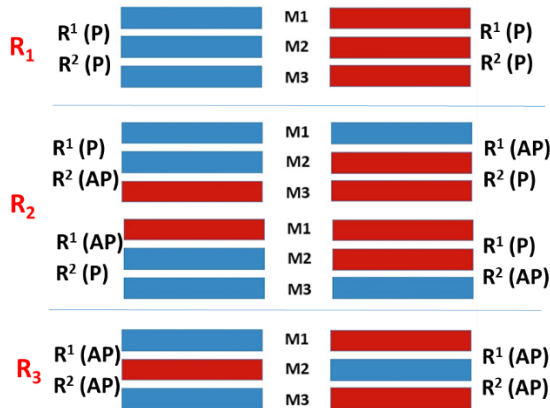 R₁
R¹ (P)
R² (P)
M1
M2
M3
R¹ (P)
R² (P)
R₂
R¹ (P)
R² (AP)
M1
M2
M3
R¹ (AP)
R² (P)
R¹ (AP)
R² (P)
M1
M2
M3
R¹ (P)
R² (AP)
R₃
R¹ (AP)
R² (AP)
M1
M2
M3
R¹ (AP)
R² (AP)